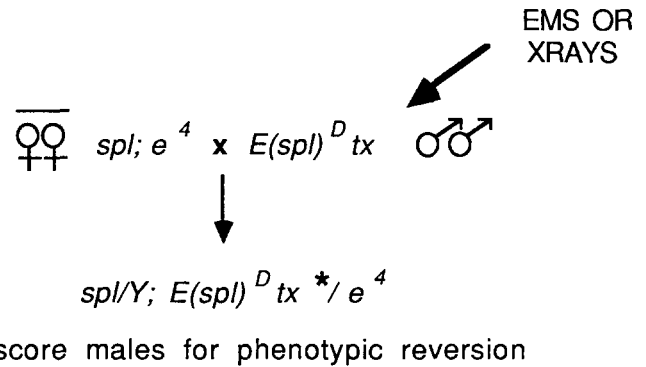 EMS OR
XRAYS
♀♀ spl; e 4 x E(spl) D tx ♂♂
spl/Y; E(spl) D tx */ e 4
score males for phenotypic reversion